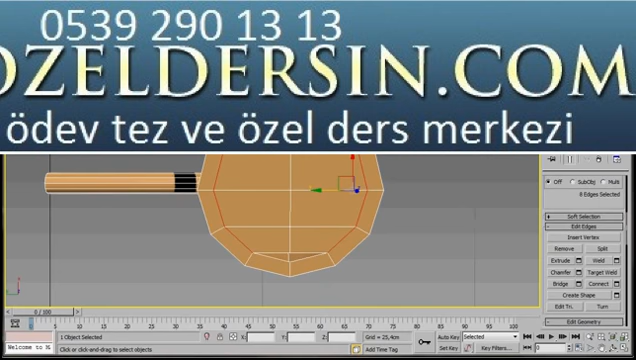 0539 290 13 13
OZELDERSIN.COM
ödev tez ve özel ders merkezi
Off SubObj Multi
8 Edges Selected
Soft Selection
Edit Edges
Insert Vertex
Remove Split
Extrude Weld
Chamfer Target Weld
Bridge Connect
Create Shape
Edit Tri. Turn
Edit Geometry
0 / 100
0 5 10 15 20 25 30 35 40 45 50 55 60 65 70 75 80 85 90 95 100
1 Object Selected X: Y: Z: Grid = 25,4cm Auto Key Selected
Welcome to M Click or click-and-drag to select objects Add Time Tag Set Key Key Filters... 0